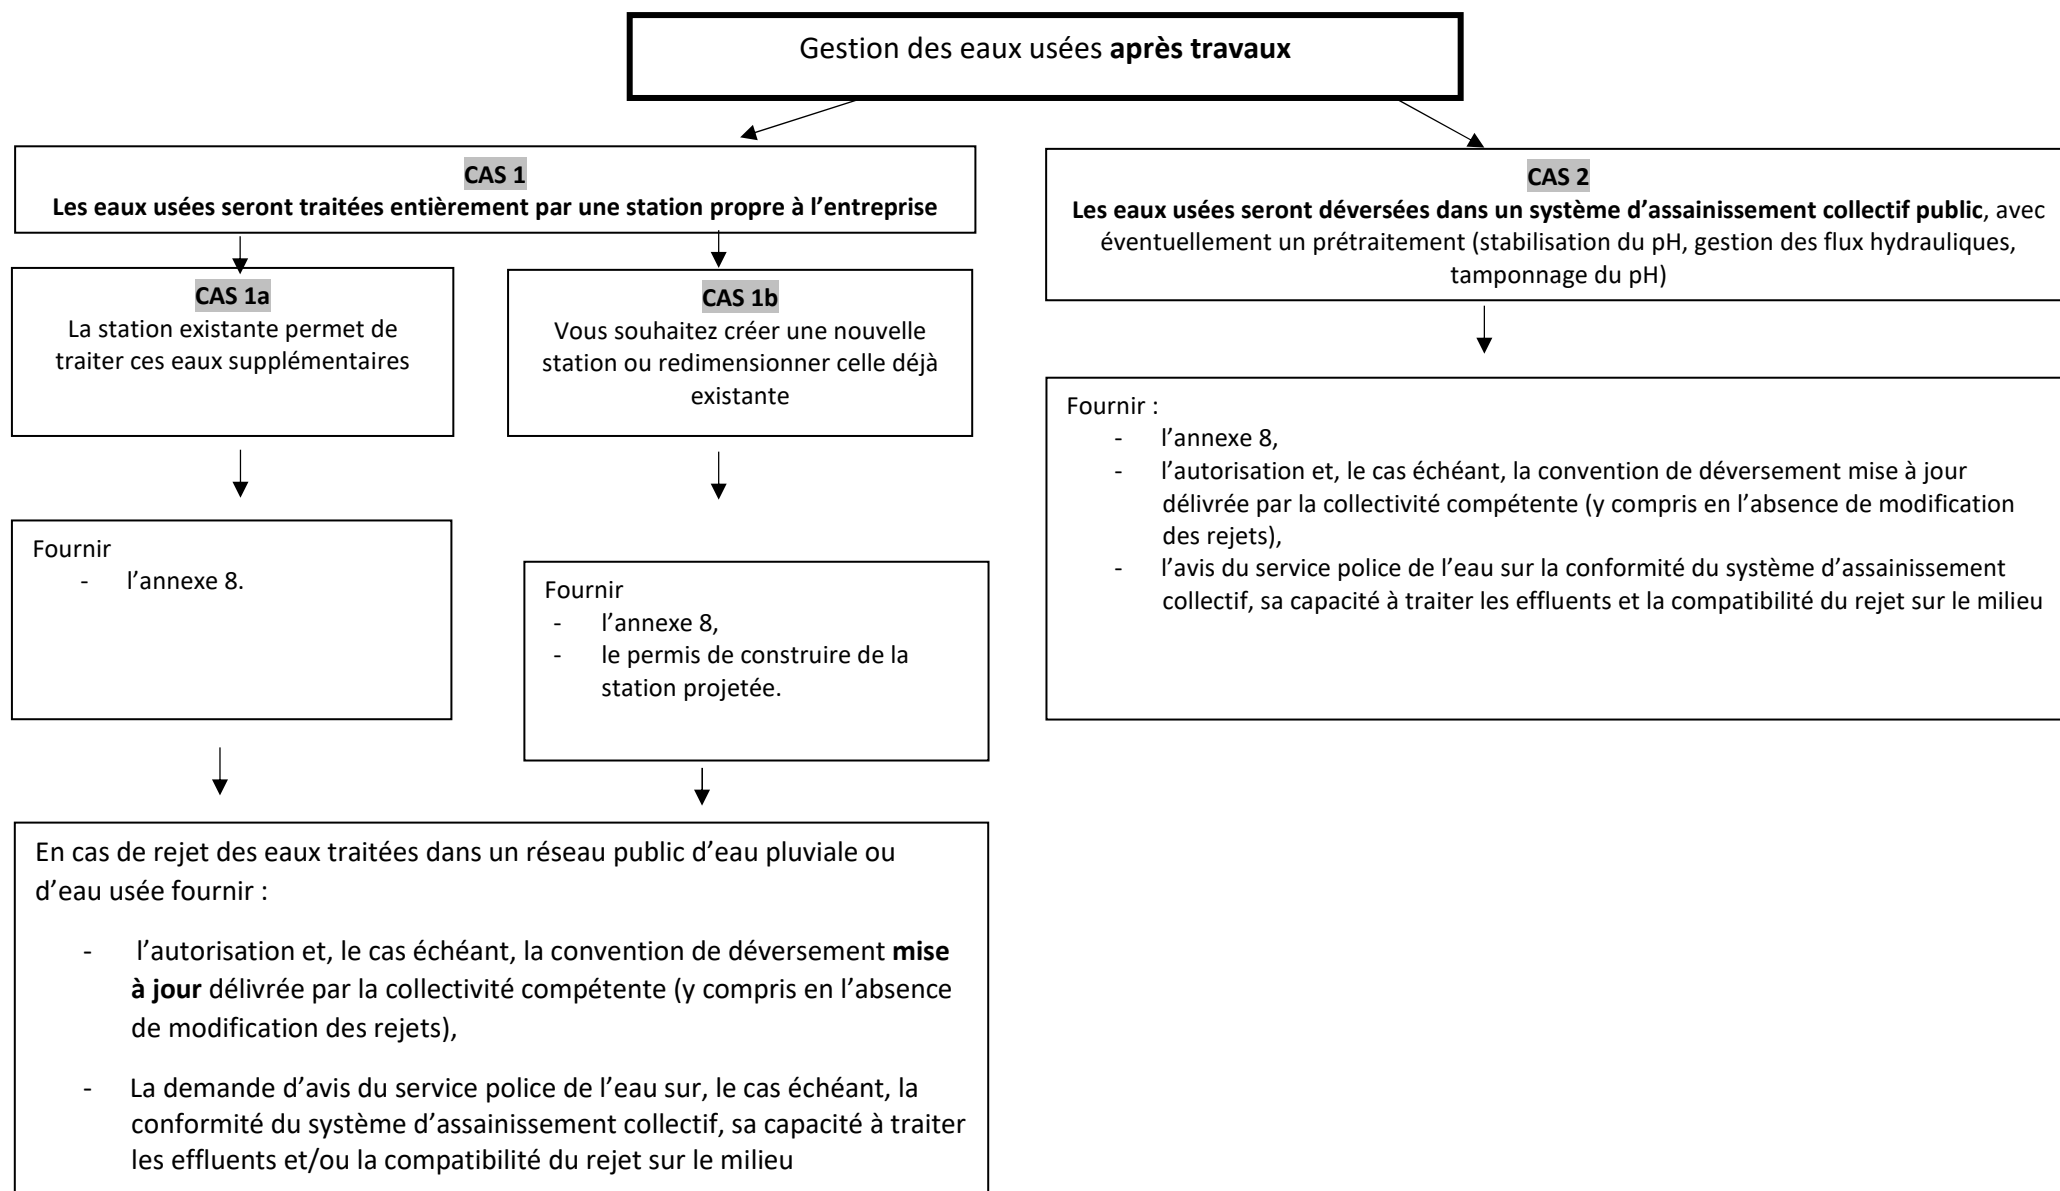 Gestion des eaux usées après travaux
CAS 1
Les eaux usées seront traitées entièrement par une station propre à l’entreprise
CAS 2
Les eaux usées seront déversées dans un système d’assainissement collectif public, avec
éventuellement un prétraitement (stabilisation du pH, gestion des flux hydrauliques,
tamponnage du pH)
CAS 1a
La station existante permet de
traiter ces eaux supplémentaires
CAS 1b
Vous souhaitez créer une nouvelle
station ou redimensionner celle déjà
existante
Fournir :
- l’annexe 8,
- l’autorisation et, le cas échéant, la convention de déversement mise à jour
délivrée par la collectivité compétente (y compris en l’absence de modification
des rejets),
- l’avis du service police de l’eau sur la conformité du système d’assainissement
collectif, sa capacité à traiter les effluents et la compatibilité du rejet sur le milieu
Fournir
- l’annexe 8.
Fournir
- l’annexe 8,
- le permis de construire de la
station projetée.
En cas de rejet des eaux traitées dans un réseau public d’eau pluviale ou
d’eau usée fournir :
- l’autorisation et, le cas échéant, la convention de déversement mise
à jour délivrée par la collectivité compétente (y compris en l’absence
de modification des rejets),
- La demande d’avis du service police de l’eau sur, le cas échéant, la
conformité du système d’assainissement collectif, sa capacité à traiter
les effluents et/ou la compatibilité du rejet sur le milieu